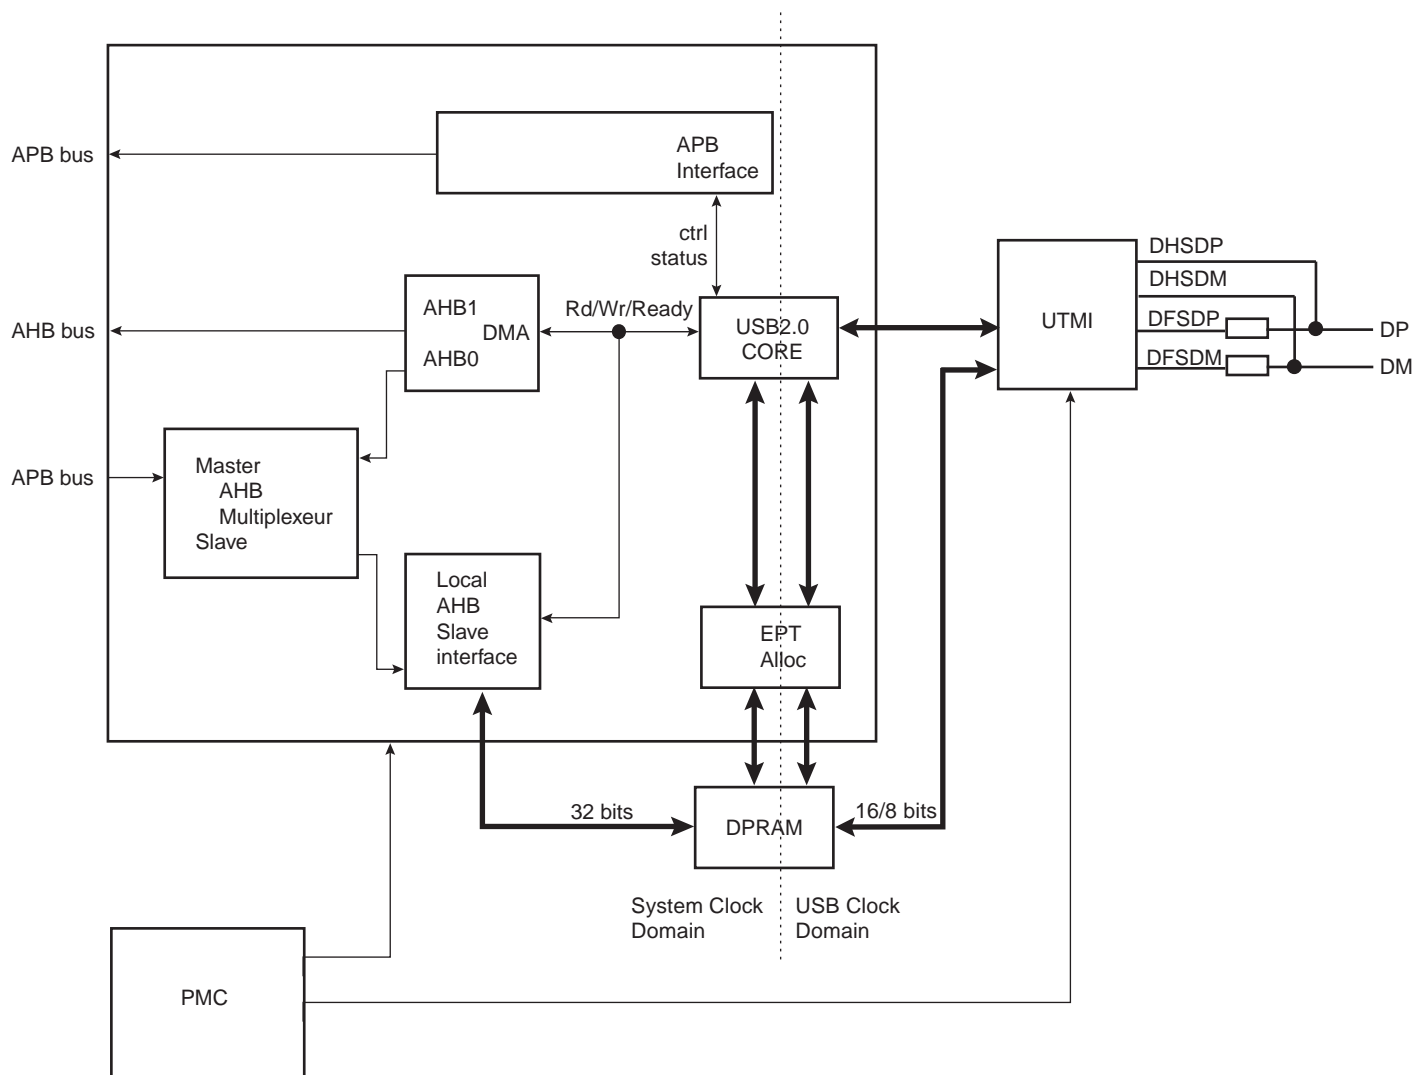 APB bus
APB
Interface
ctrl
status
DHSDP
DHSDM
DFSDP
DFSDM
UTMI
DP
DM
AHB bus
AHB1
DMA
AHB0
Rd/Wr/Ready
USB2.0
CORE
APB bus
Master
AHB
Multiplexeur
Slave
Local
AHB
Slave
interface
EPT
Alloc
32 bits
DPRAM
16/8 bits
System Clock
Domain
USB Clock
Domain
PMC